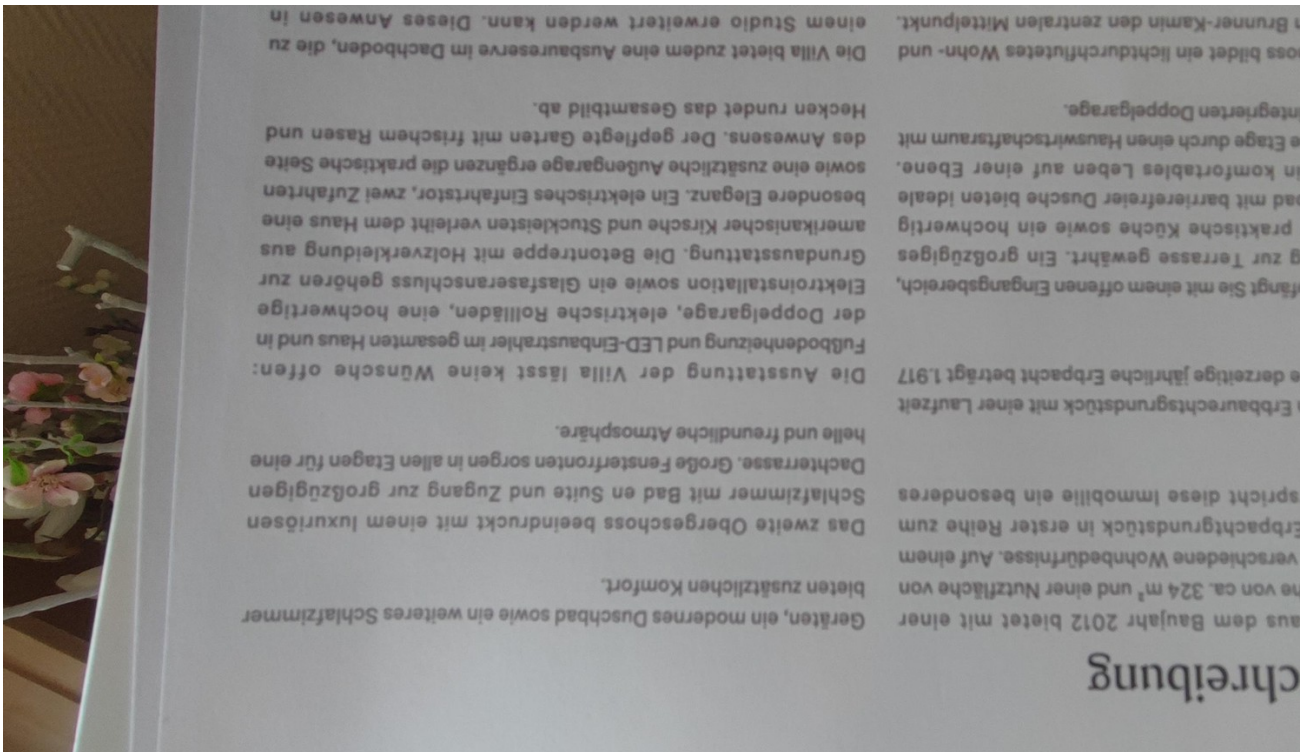 chreibung
aus dem Baujahr 2012 bietet mit einer
he von ca. 324 m² und einer Nutzfläche von
verschiedene Wohnbedürfnisse. Auf einem
Erbpachtgrundstück in erster Reihe zum
spricht diese Immobilie ein besonderes
Erbbaurechtsgrundstück mit einer Laufzeit
e derzeitige jährliche Erbpacht beträgt 1.917
fängt Sie mit einem offenen Eingangsbereich,
g zur Terrasse gewährt. Ein großzügiges
praktische Küche sowie ein hochwertig
bad mit barrierefreier Dusche bieten ideale
in komfortables Leben auf einer Ebene.
e Etage durch einen Hauswirtschaftsraum mit
integrierten Doppelgarage.
oss bildet ein lichtdurchflutetes Wohn- und
n Brunner-Kamin den zentralen Mittelpunkt.
Geräten, ein modernes Duschbad sowie ein weiteres Schlafzimmer
bieten zusätzlichen Komfort.
Das zweite Obergeschoss beeindruckt mit einem luxuriösen
Schlafzimmer mit Bad en Suite und Zugang zur großzügigen
Dachterrasse. Große Fensterfronten sorgen in allen Etagen für eine
helle und freundliche Atmosphäre.
Die Ausstattung der Villa lässt keine Wünsche offen:
Fußbodenheizung und LED-Einbaustrahler im gesamten Haus und in
der Doppelgarage, elektrische Rollläden, eine hochwertige
Elektroinstallation sowie ein Glasfaseranschluss gehören zur
Grundausstattung. Die Betontreppe mit Holzverkleidung aus
amerikanischer Kirsche und Stuckleisten verleiht dem Haus eine
besondere Eleganz. Ein elektrisches Einfahrtstor, zwei Zufahrten
sowie eine zusätzliche Außengarage ergänzen die praktische Seite
des Anwesens. Der gepflegte Garten mit frischem Rasen und
Hecken rundet das Gesamtbild ab.
Die Villa bietet zudem eine Ausbaureserve im Dachboden, die zu
einem Studio erweitert werden kann. Dieses Anwesen in